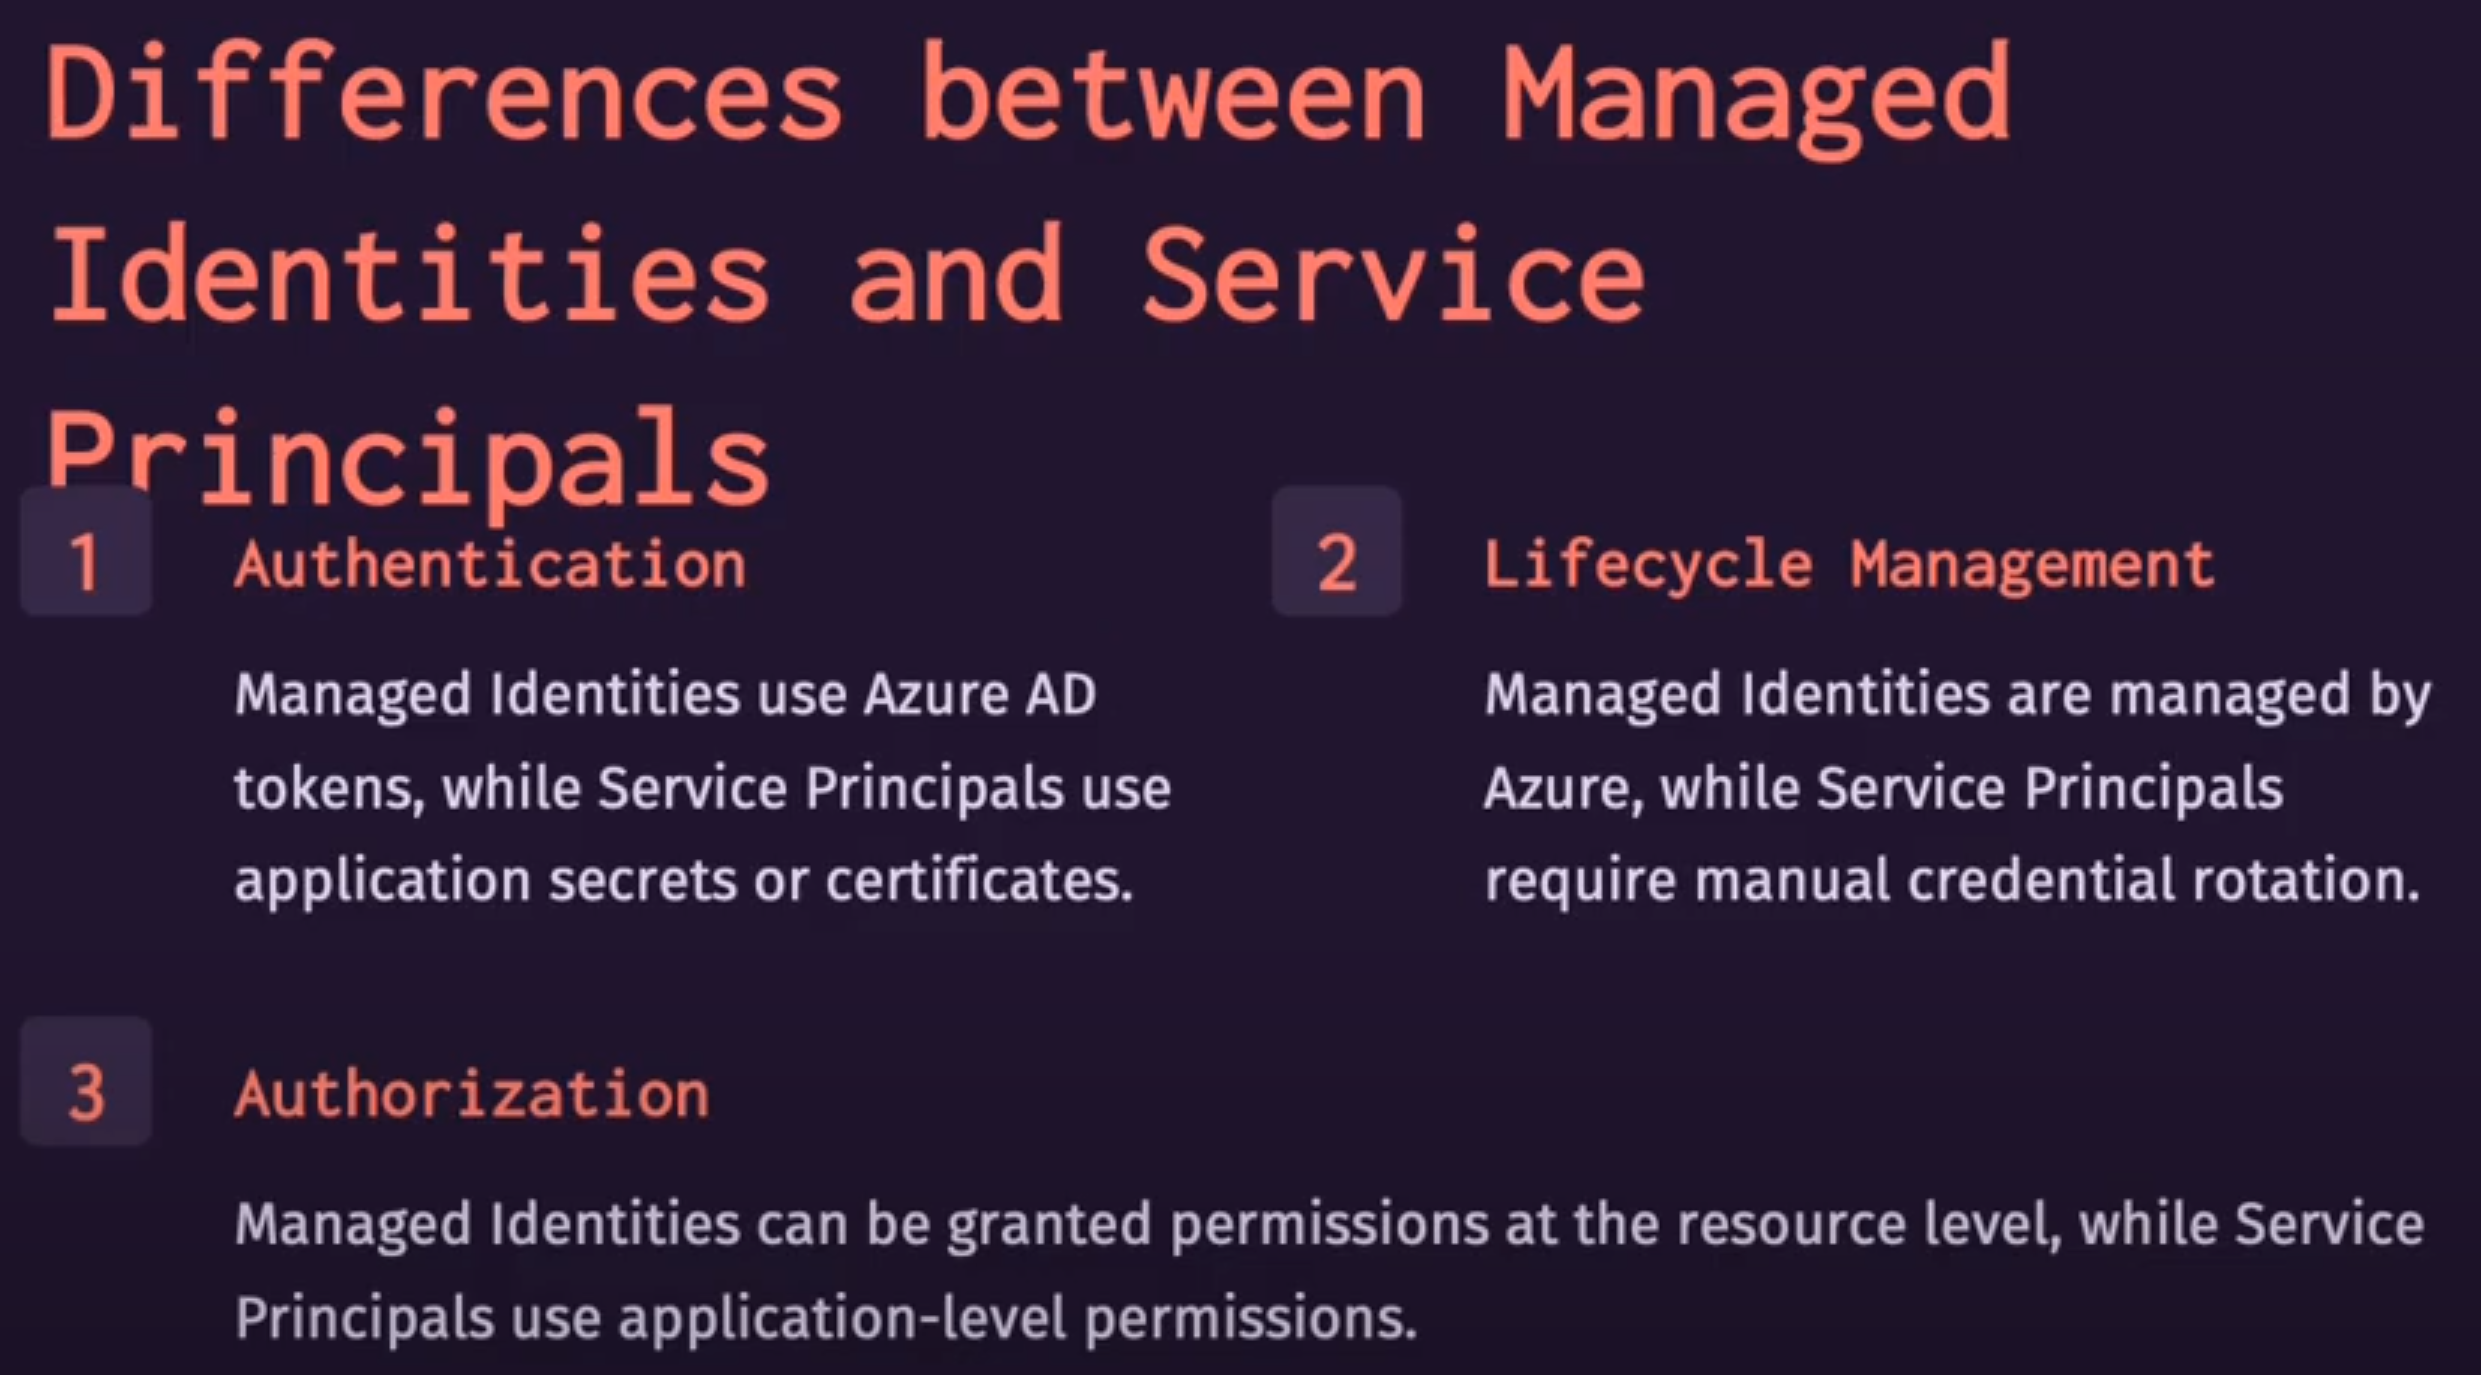 Differences between Managed
Identities and Service
Principals
1
Authentication
Managed Identities use Azure AD
tokens, while Service Principals use
application secrets or certificates.
2
Lifecycle Management
Managed Identities are managed by
Azure, while Service Principals
require manual credential rotation.
3
Authorization
Managed Identities can be granted permissions at the resource level, while Service
Principals use application-level permissions.